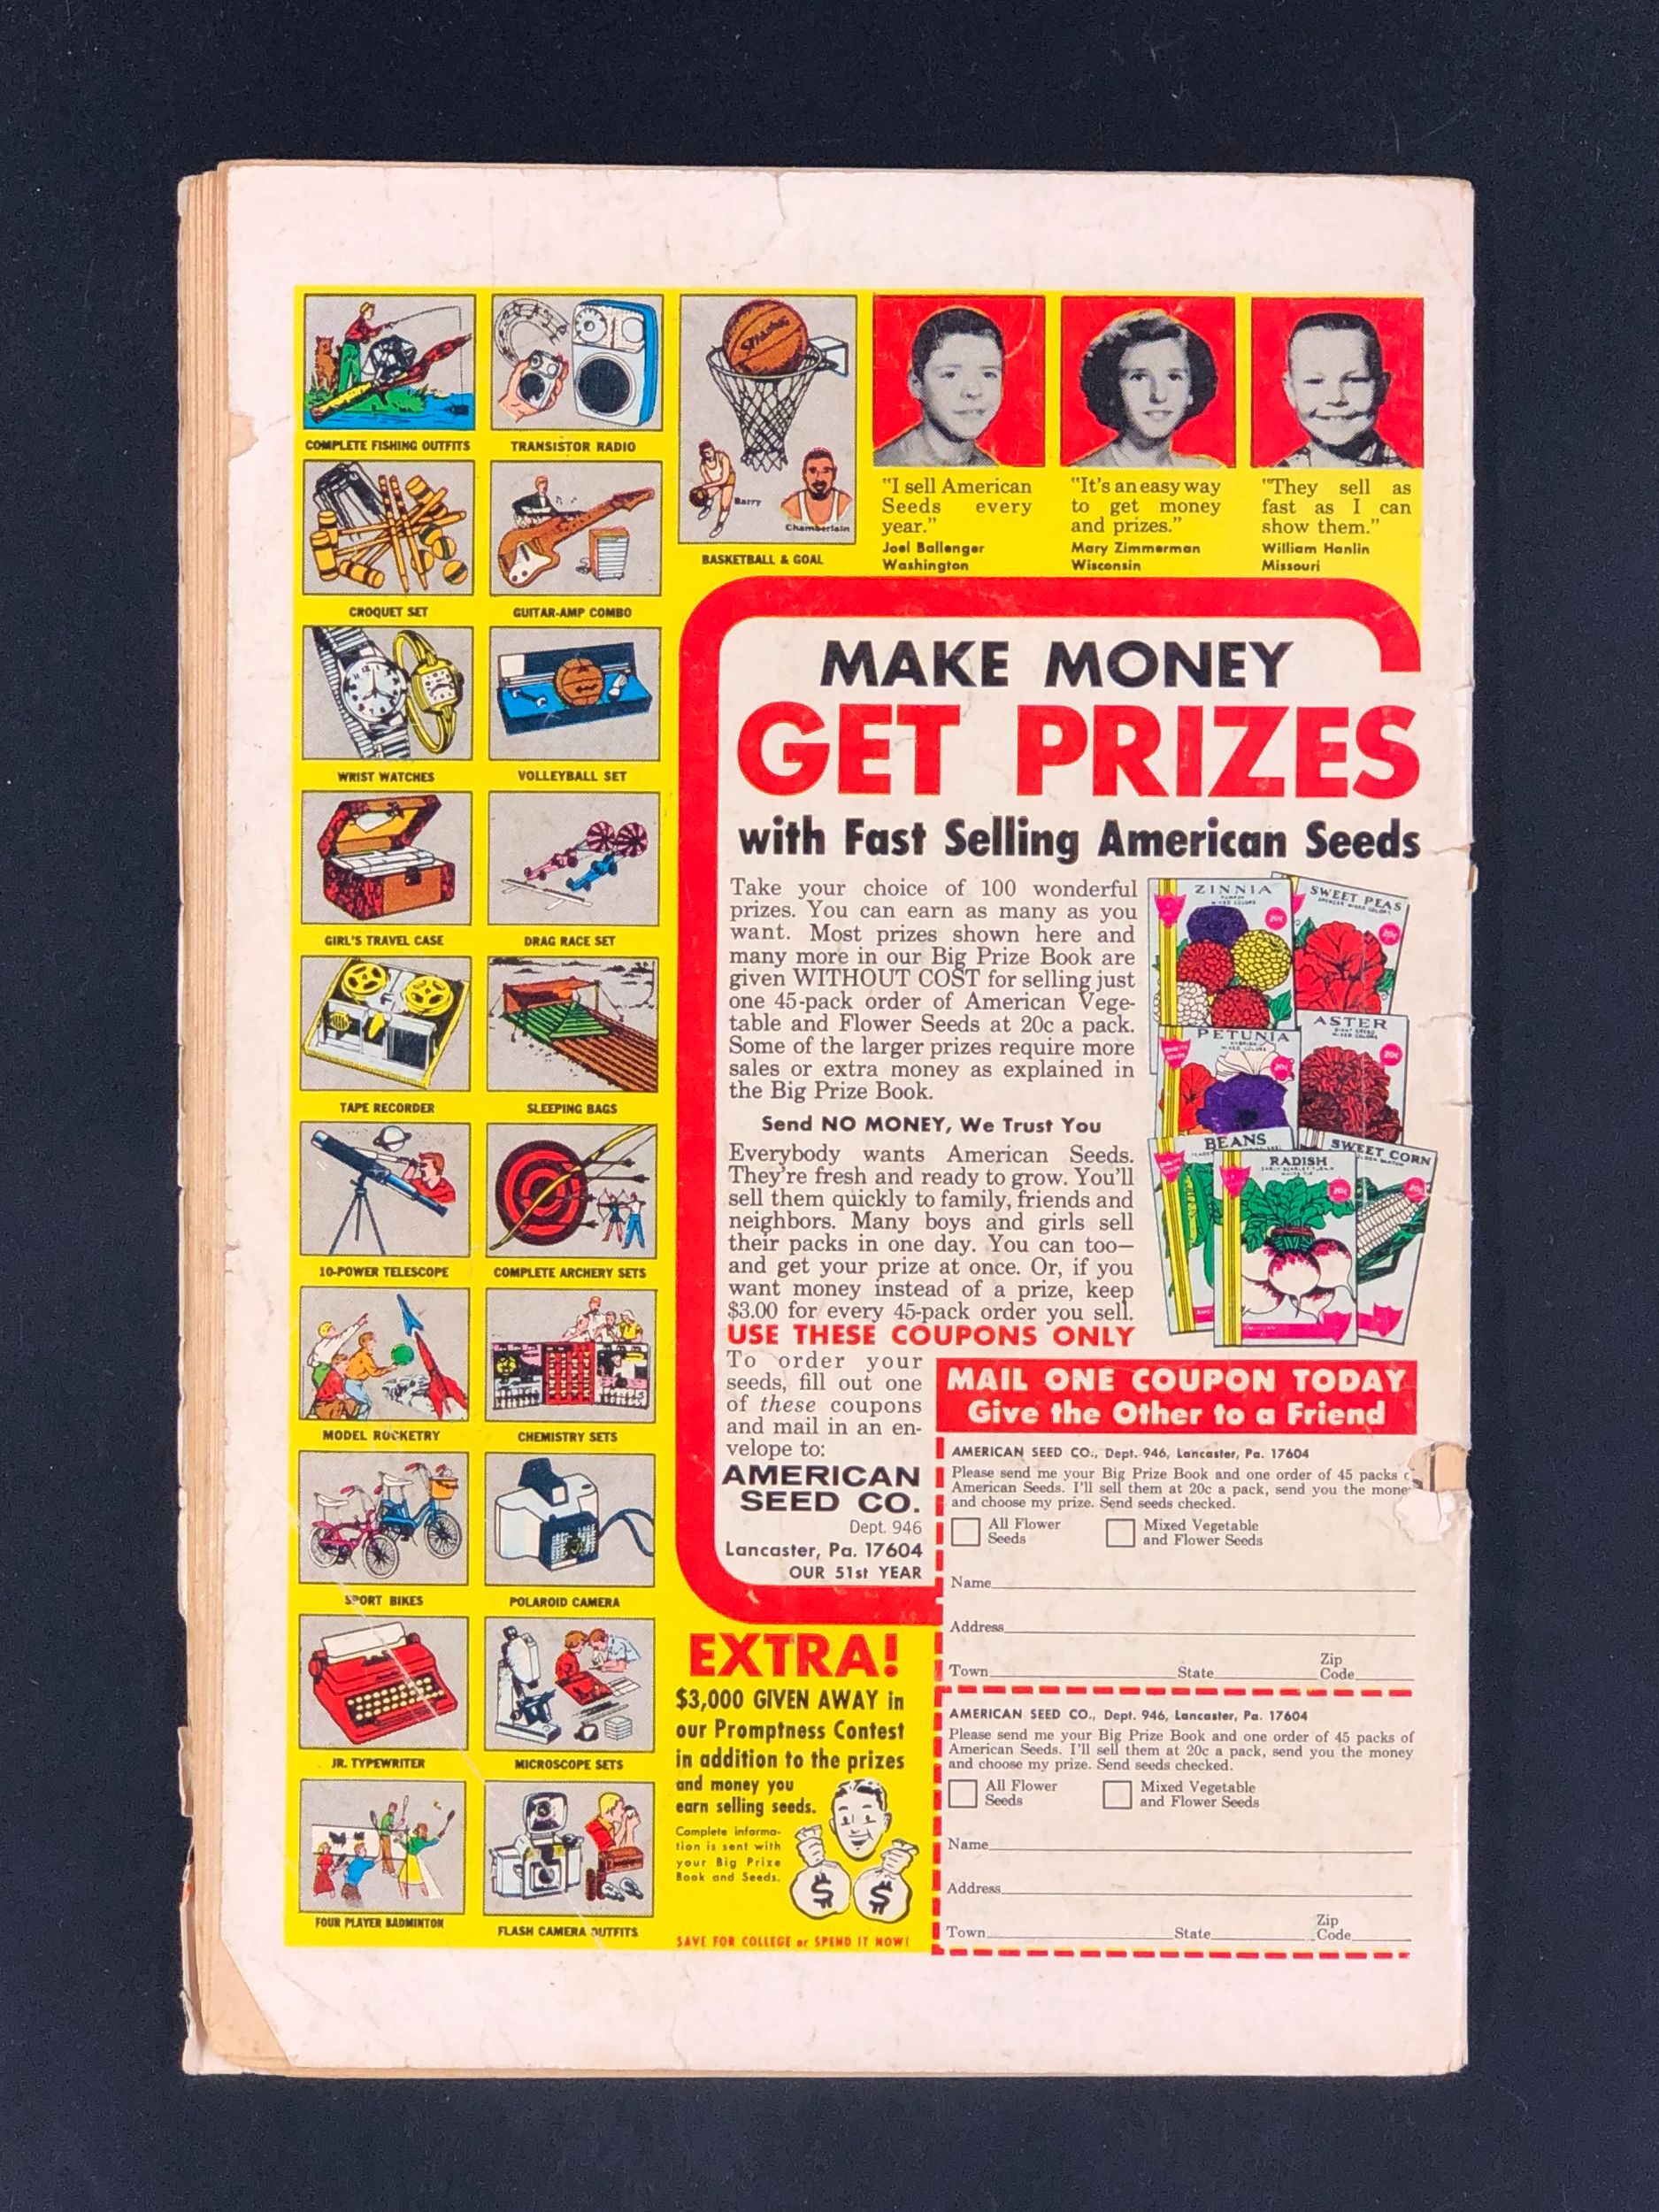 COMPLETE FISHING OUTFITS
TRANSISTOR RADIO
Barry
Chamberlain
BASKETBALL & GOAL
CROQUET SET
GUITAR-AMP COMBO
WRIST WATCHES
VOLLEYBALL SET
GIRL'S TRAVEL CASE
DRAG RACE SET
TAPE RECORDER
SLEEPING BAGS
10-POWER TELESCOPE
COMPLETE ARCHERY SETS
MODEL ROCKETRY
CHEMISTRY SETS
SPORT BIKES
POLAROID CAMERA
JR. TYPEWRITER
MICROSCOPE SETS
FOUR PLAYER BADMINTON
FLASH CAMERA OUTFITS
"I sell American
Seeds every
year."
Joel Ballenger
Washington
"It's an easy way
to get money
and prizes."
Mary Zimmerman
Wisconsin
"They sell as
fast as I can
show them."
William Hanlin
Missouri
MAKE MONEY
GET PRIZES
with Fast Selling American Seeds
Take your choice of 100 wonderful
prizes. You can earn as many as you
want. Most prizes shown here and
many more in our Big Prize Book are
given WITHOUT COST for selling just
one 45-pack order of American Vege-
table and Flower Seeds at 20c a pack.
Some of the larger prizes require more
sales or extra money as explained in
the Big Prize Book.
Send NO MONEY, We Trust You
Everybody wants American Seeds.
They're fresh and ready to grow. You'll
sell them quickly to family, friends and
neighbors. Many boys and girls sell
their packs in one day. You can too—
and get your prize at once. Or, if you
want money instead of a prize, keep
$3.00 for every 45-pack order you sell.
USE THESE COUPONS ONLY
To order your
seeds, fill out one
of these coupons
and mail in an en-
velope to:
AMERICAN
SEED CO.
Dept. 946
Lancaster, Pa. 17604
OUR 51st YEAR
ZINNIA
MIXED COLORS
20c
SWEET PEAS
SPENCER MIXED COLORS
20c
PETUNIA
MIXED COLORS
20c
ASTER
MIXED COLORS
20c
BEANS
RADISH
20c
SWEET CORN
20c
MAIL ONE COUPON TODAY
Give the Other to a Friend
AMERICAN SEED CO., Dept. 946, Lancaster, Pa. 17604
Please send me your Big Prize Book and one order of 45 packs
American Seeds. I'll sell them at 20c a pack, send you the mone
and choose my prize. Send seeds checked.
All Flower
Seeds
Mixed Vegetable
and Flower Seeds
Name
Address
Town State Zip
Code
AMERICAN SEED CO., Dept. 946, Lancaster, Pa. 17604
Please send me your Big Prize Book and one order of 45 packs of
American Seeds. I'll sell them at 20c a pack, send you the money
and choose my prize. Send seeds checked.
All Flower
Seeds
Mixed Vegetable
and Flower Seeds
Name
Address
Town State Zip
Code
EXTRA!
$3,000 GIVEN AWAY in
our Promptness Contest
in addition to the prizes
and money you
earn selling seeds.
Complete informa-
tion is sent with
your Big Prize
Book and Seeds.
$ $
SAVE FOR COLLEGE or SPEND IT NOW!